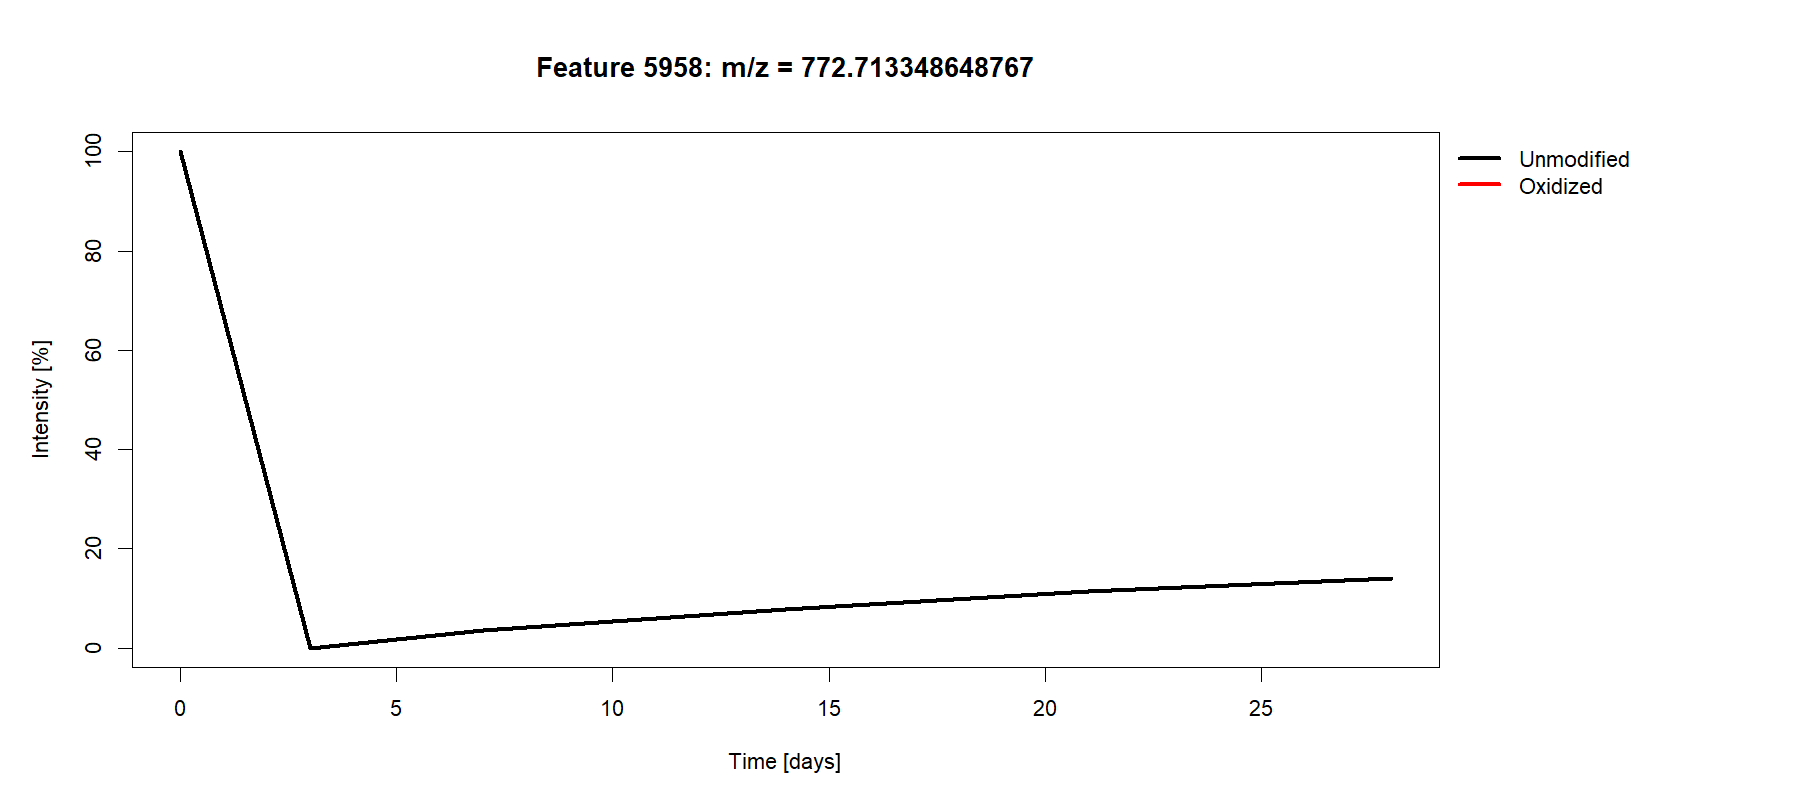 Feature 5958: m/z = 772.713348648767
Unmodified
Oxidized
Intensity [%]
100
80
60
40
20
0
0 5 10 15 20 25
Time [days]